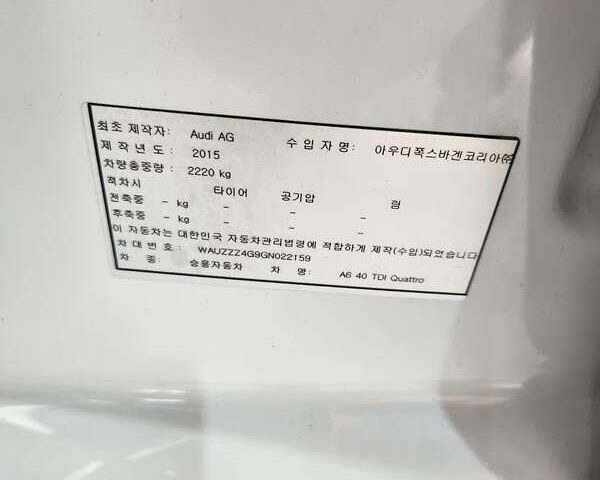 최초 제작자: Audi AG 수 입 자 명: 아우디폭스바겐코리아㈜
제 작 년 도 : 2015
차량총중량 : 2220 kg
적차시 타이어 공기압 림
전축중 - kg - - -
후축중 - kg - - -
이 자동차는 대한민국 자동차관리법령에 적합하게 제작(수입)되었습니다
차 대 번 호 : WAUZZZ4G9GN022159
차 종: 승용자동차 차 명: A6 40 TDI Quattro